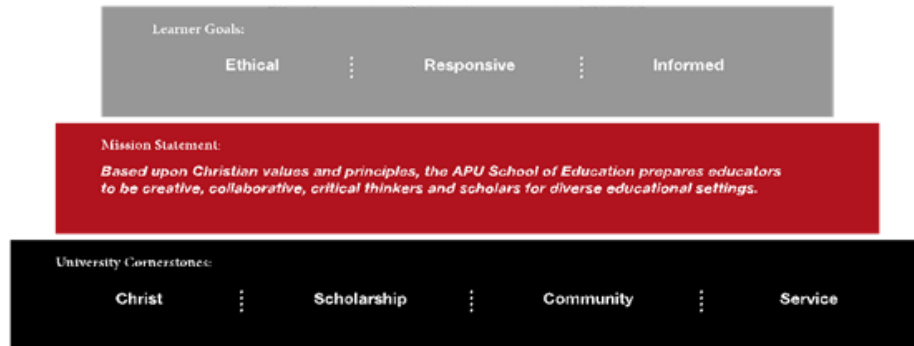 Learner Goals:
Ethical Responsive Informed
Mission Statement:
Based upon Christian values and principles, the APU School of Education prepares educators
to be creative, collaborative, critical thinkers and scholars for diverse educational settings.
University Cornerstones:
Christ Scholarship Community Service